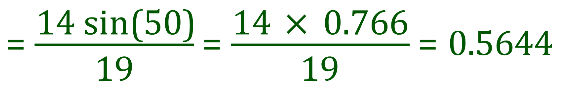 = 14 sin(50) / 19 = 14 × 0.766 / 19 = 0.5644